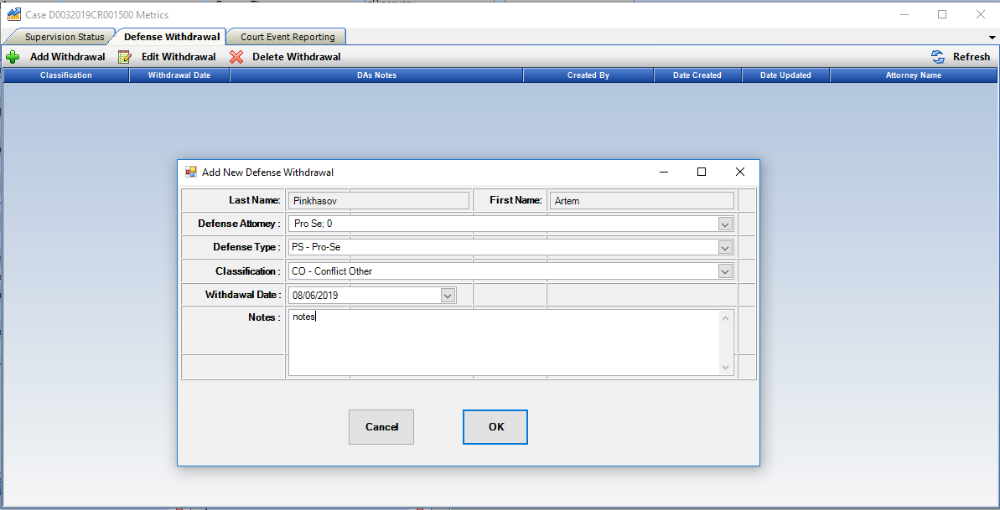 Case D0032019CR001500 Metrics
Supervision Status Defense Withdrawal Court Event Reporting
Add Withdrawal Edit Withdrawal Delete Withdrawal Refresh
Classification Withdrawal Date DAs Notes Created By Date Created Date Updated Attorney Name
Add New Defense Withdrawal
Last Name: Pinkhasov First Name: Artem
Defense Attorney : Pro Se; 0
Defense Type : PS - Pro-Se
Classification : CO - Conflict Other
Withdawal Date : 08/06/2019
Notes : notes
Cancel OK